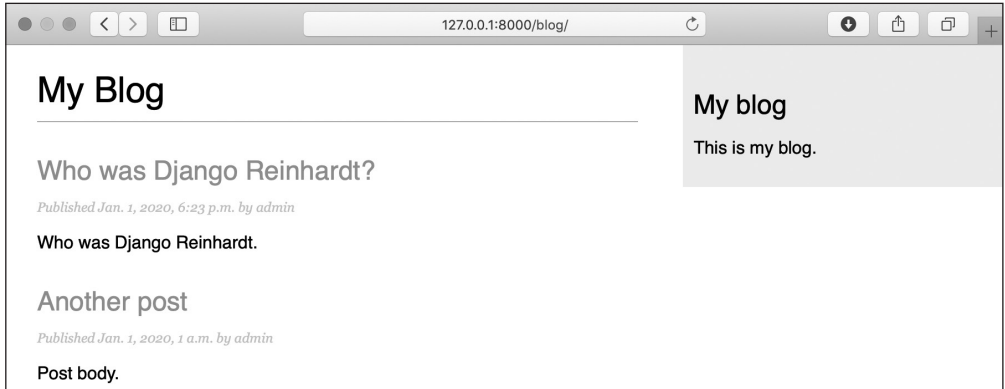 127.0.0.1:8000/blog/
My Blog
Who was Django Reinhardt?
Published Jan. 1, 2020, 6:23 p.m. by admin
Who was Django Reinhardt.
Another post
Published Jan. 1, 2020, 1 a.m. by admin
Post body.
My blog
This is my blog.